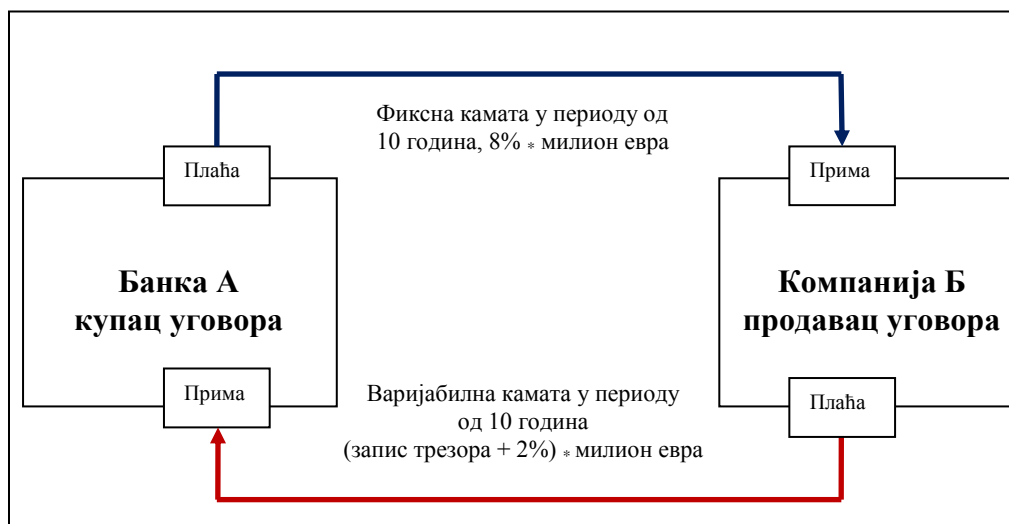 Фиксна камата у периоду од
10 година, 8% * милион евра
Плаћа
Прима
Банка А
купац уговора
Компанија Б
продавац уговора
Прима
Варијабилна камата у периоду
од 10 година
(запис трезора + 2%) * милион евра
Плаћа